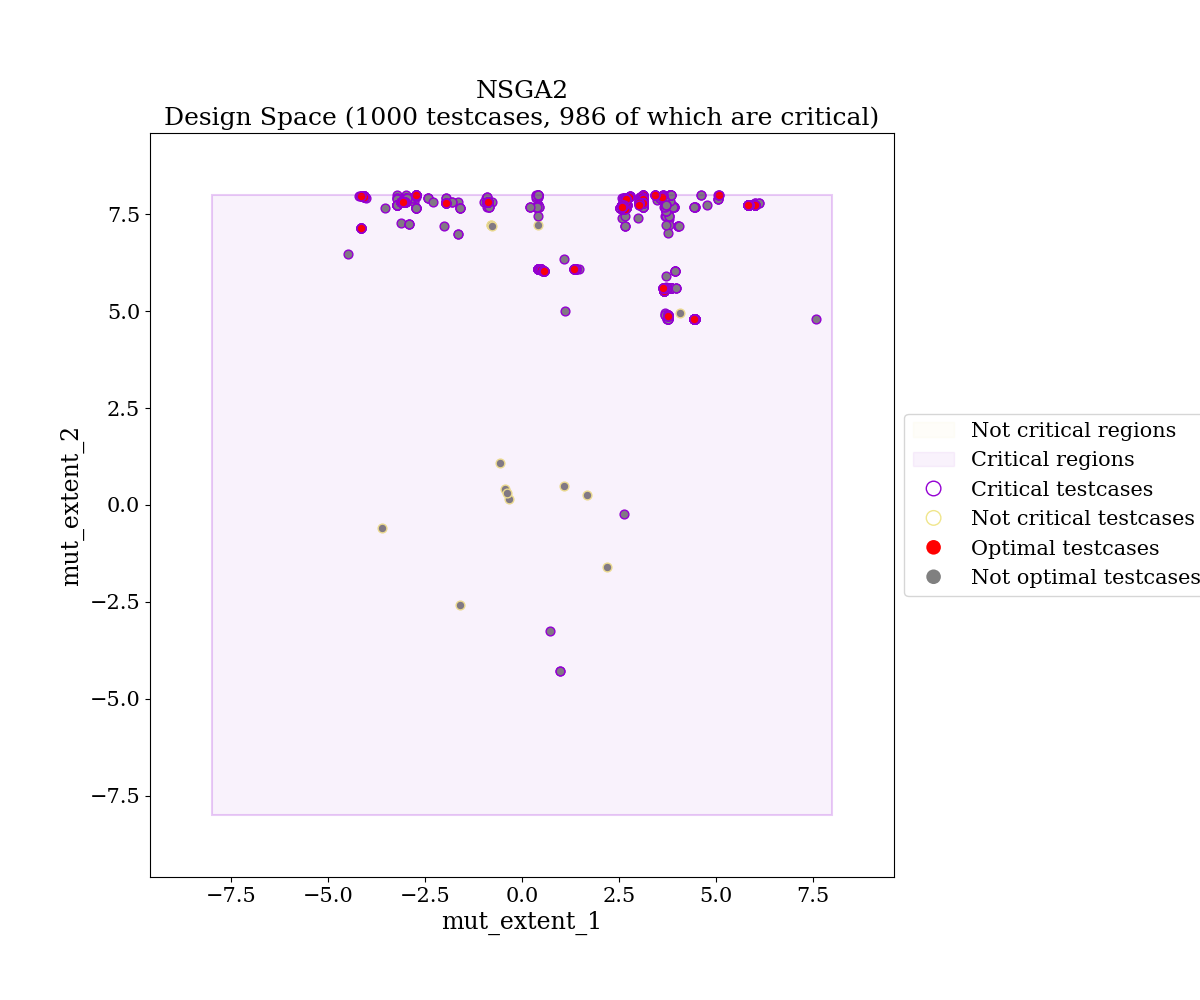 NSGA2
Design Space (1000 testcases, 986 of which are critical)
mut_extent_2
7.5
5.0
2.5
0.0
−2.5
−5.0
−7.5
−7.5
−5.0
−2.5
0.0
2.5
5.0
7.5
mut_extent_1
Not critical regions
Critical regions
Critical testcases
Not critical testcases
Optimal testcases
Not optimal testcases